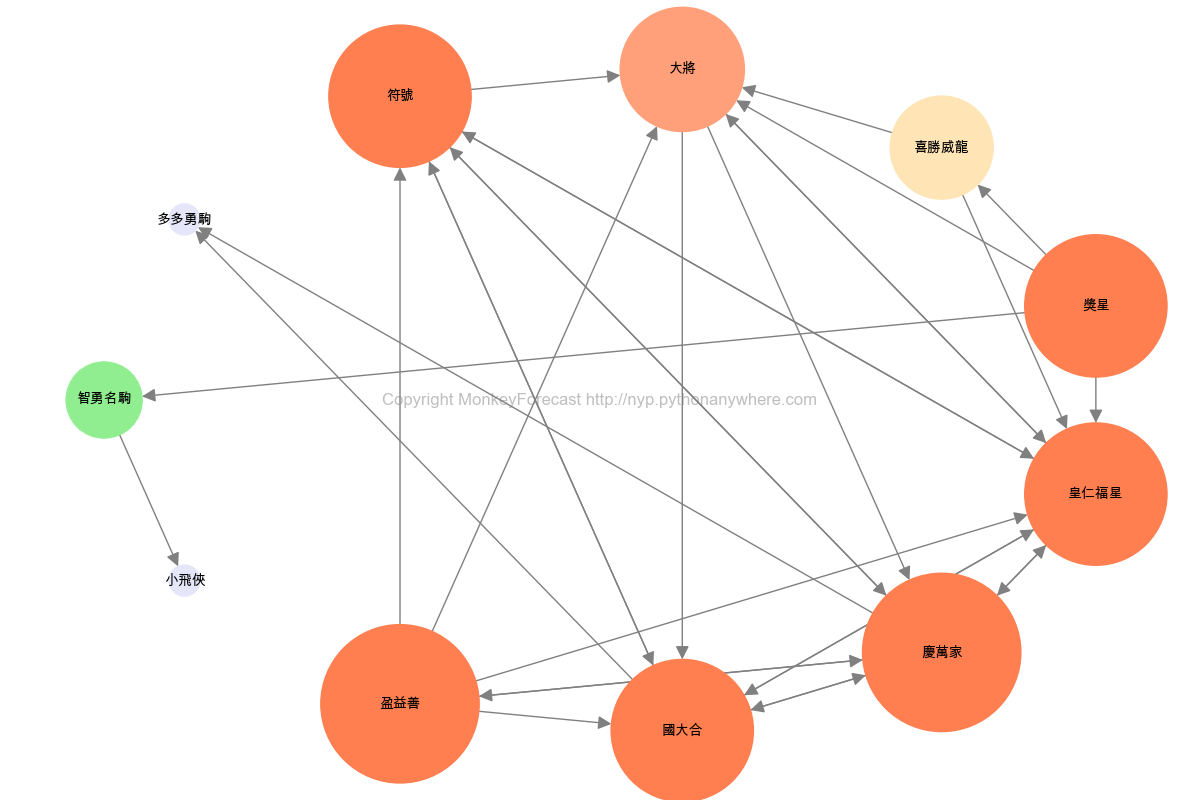 大將
符號
喜勝威龍
多多勇駒
獎星
智勇名駒
Copyright MonkeyForecast http://nyp.pythonanywhere.com
皇仁福星
小飛俠
慶萬家
盈益善
國大合